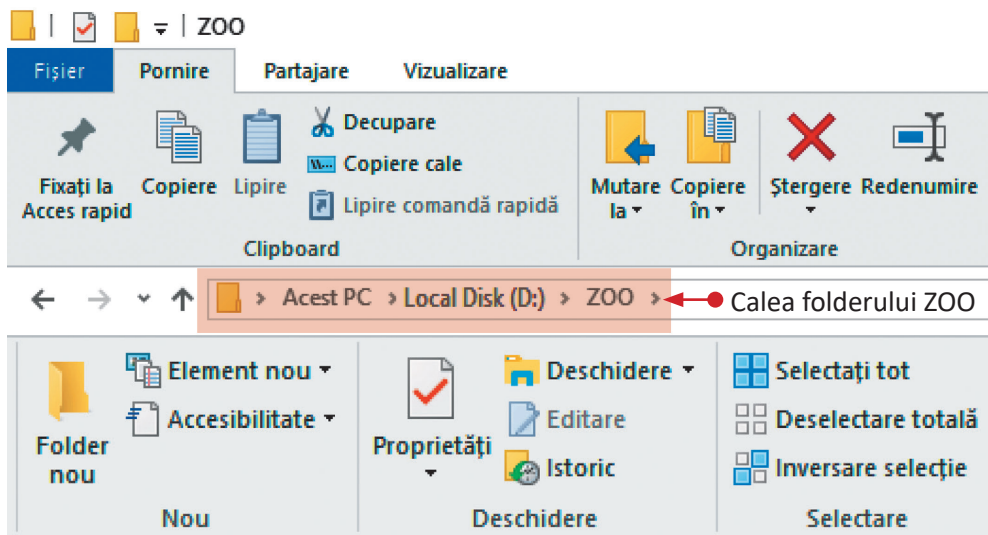 ZOO
Fișier Pornire Partajare Vizualizare
Fixați la
Acces rapid
Copiere
Lipire
Decupare
W... Copiere cale
Lipire comandă rapidă
Clipboard
Mutare
la
Copiere
în
Ștergere
Redenumire
Organizare
Acest PC > Local Disk (D:) > ZOO >
Calea folderului ZOO
Folder
nou
Element nou
Accesibilitate
Nou
Proprietăți
Deschidere
Editare
Istoric
Deschidere
Selectați tot
Deselectare totală
Inversare selecție
Selectare